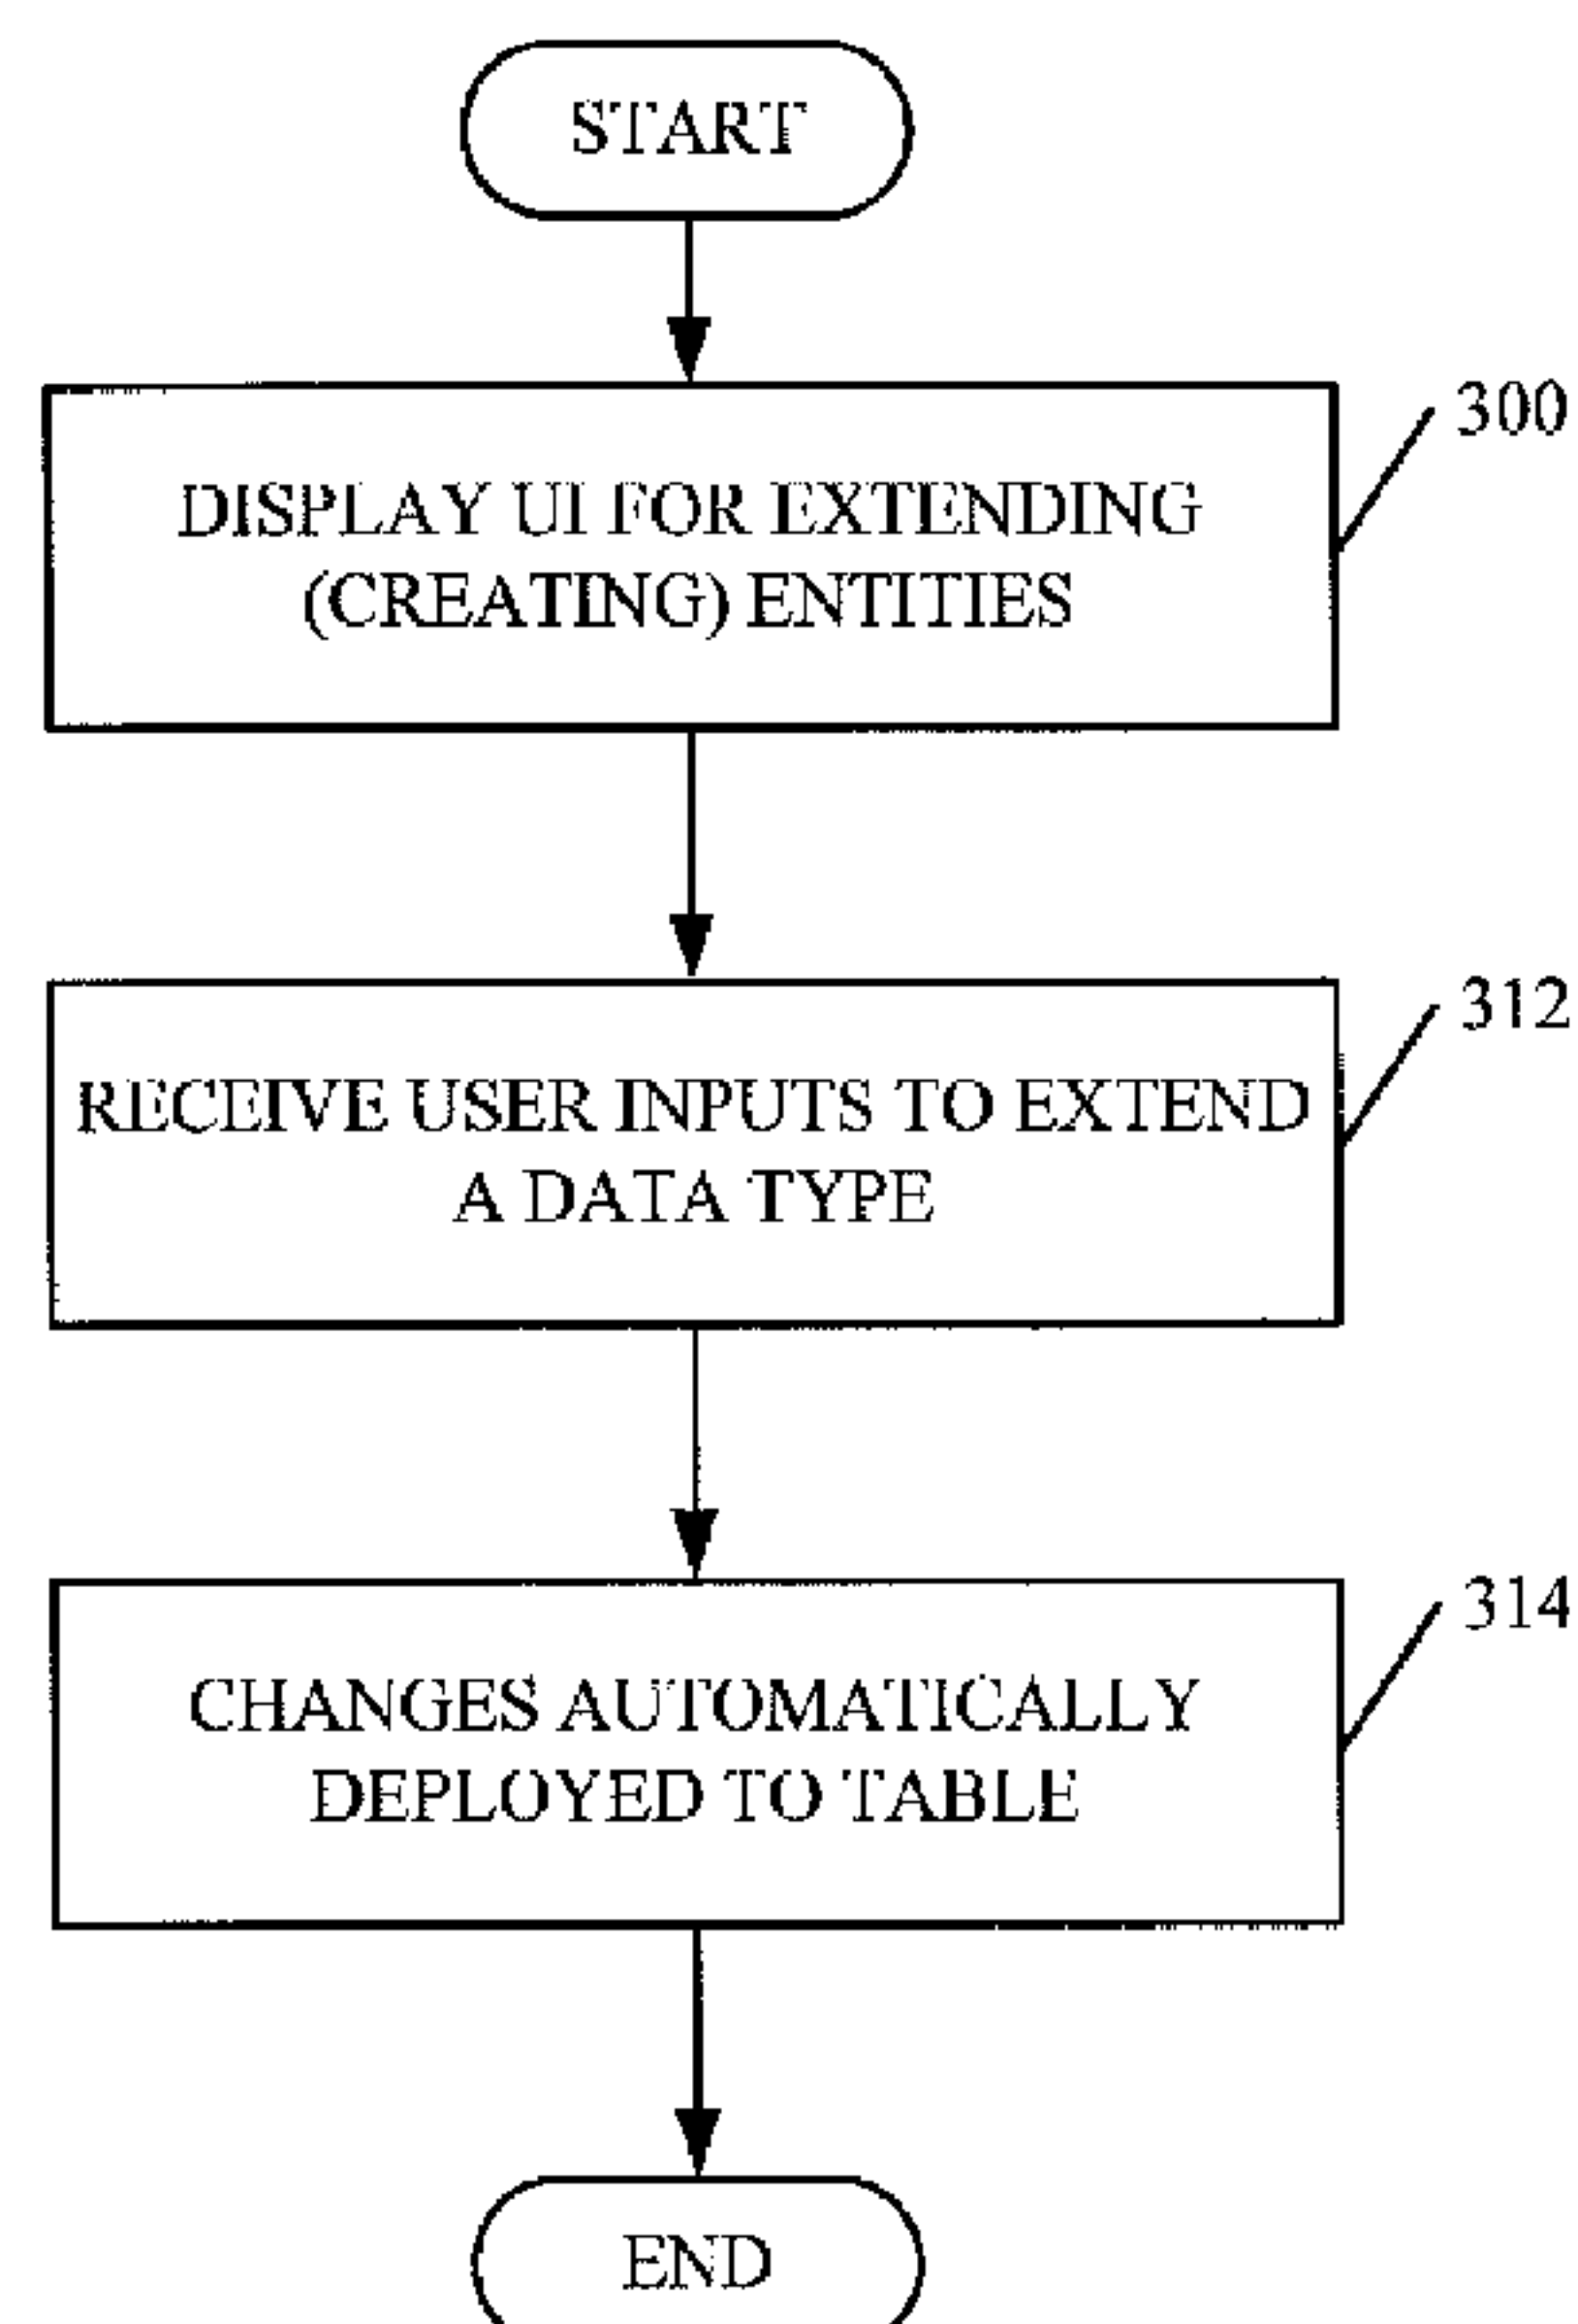 START
300
DISPLAY UI FOR EXTENDING
(CREATING) ENTITIES
312
RECEIVE USER INPUTS TO EXTEND
A DATA TYPE
314
CHANGES AUTOMATICALLY
DEPLOYED TO TABLE
END